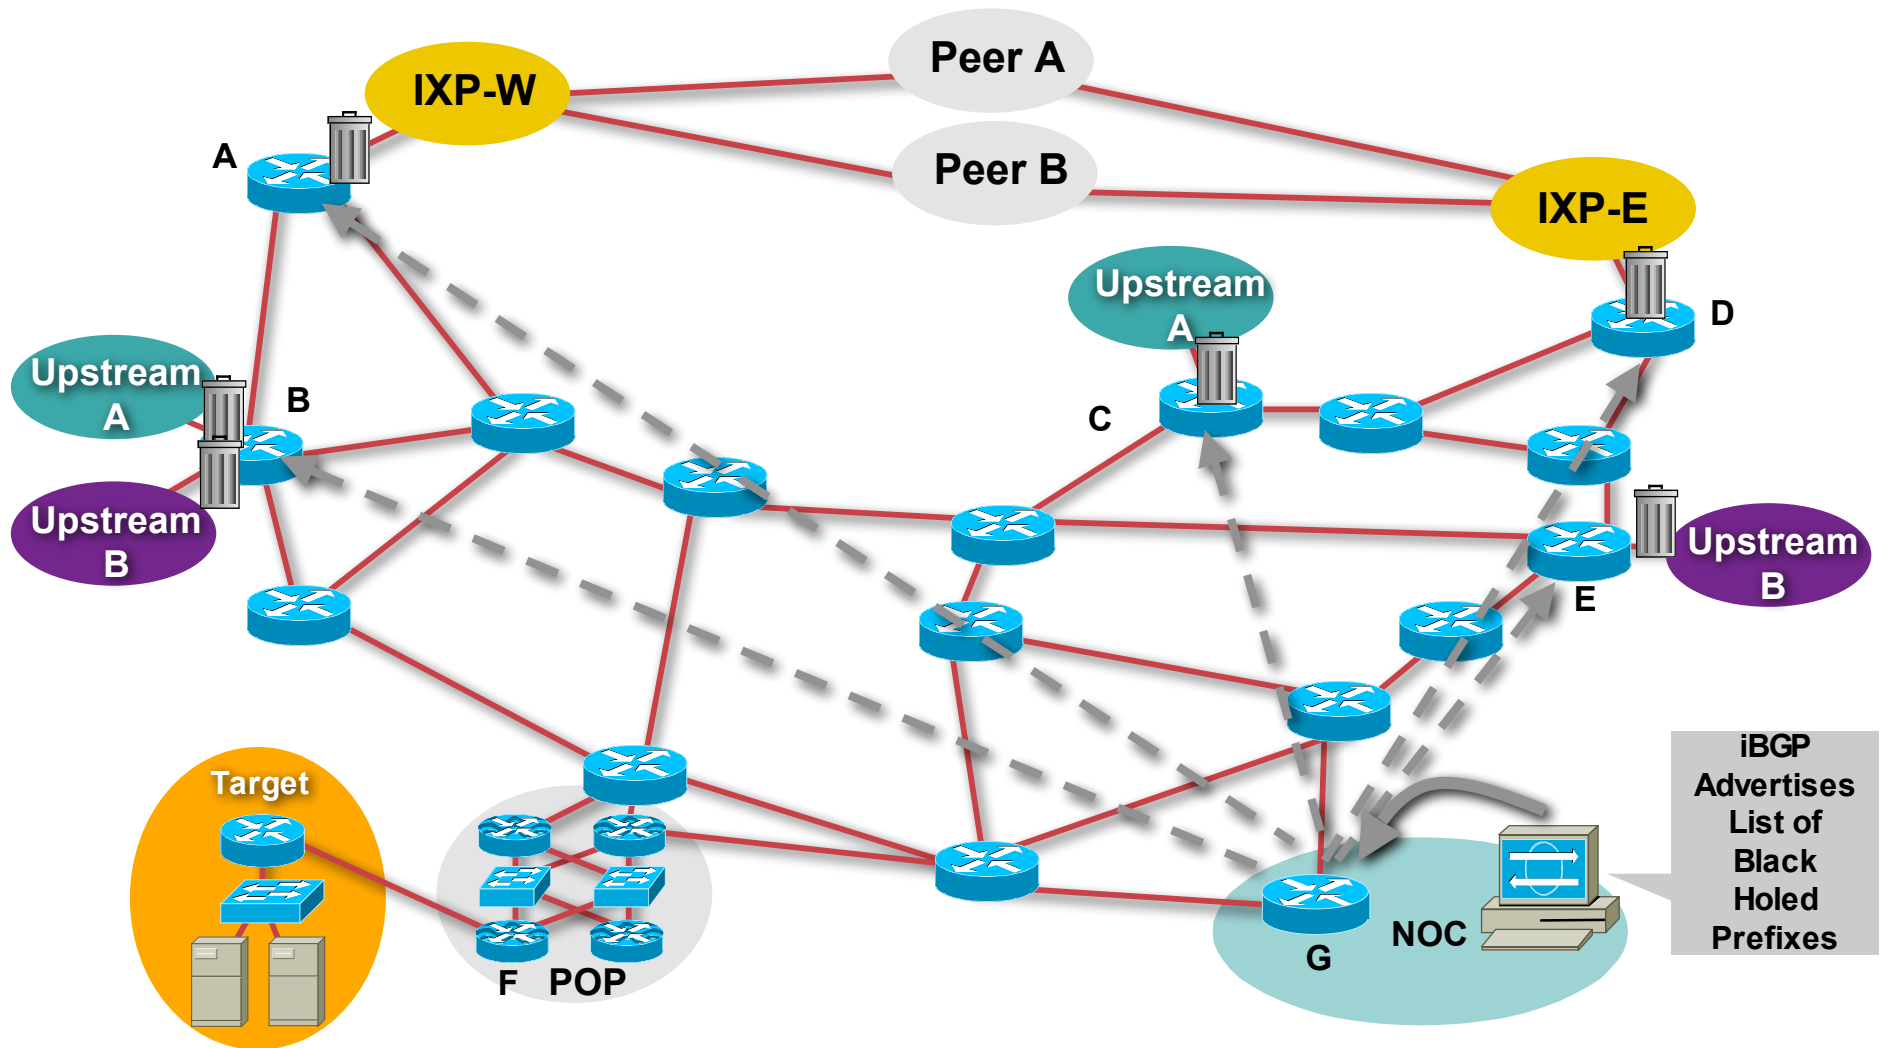 Peer A
IXP-W
A
Peer B
IXP-E
Upstream
A
D
Upstream
A
B
C
Upstream
B
Upstream
B
E
iBGP
Advertises
List of
Black
Holed
Prefixes
Target
NOC
G
F
POP